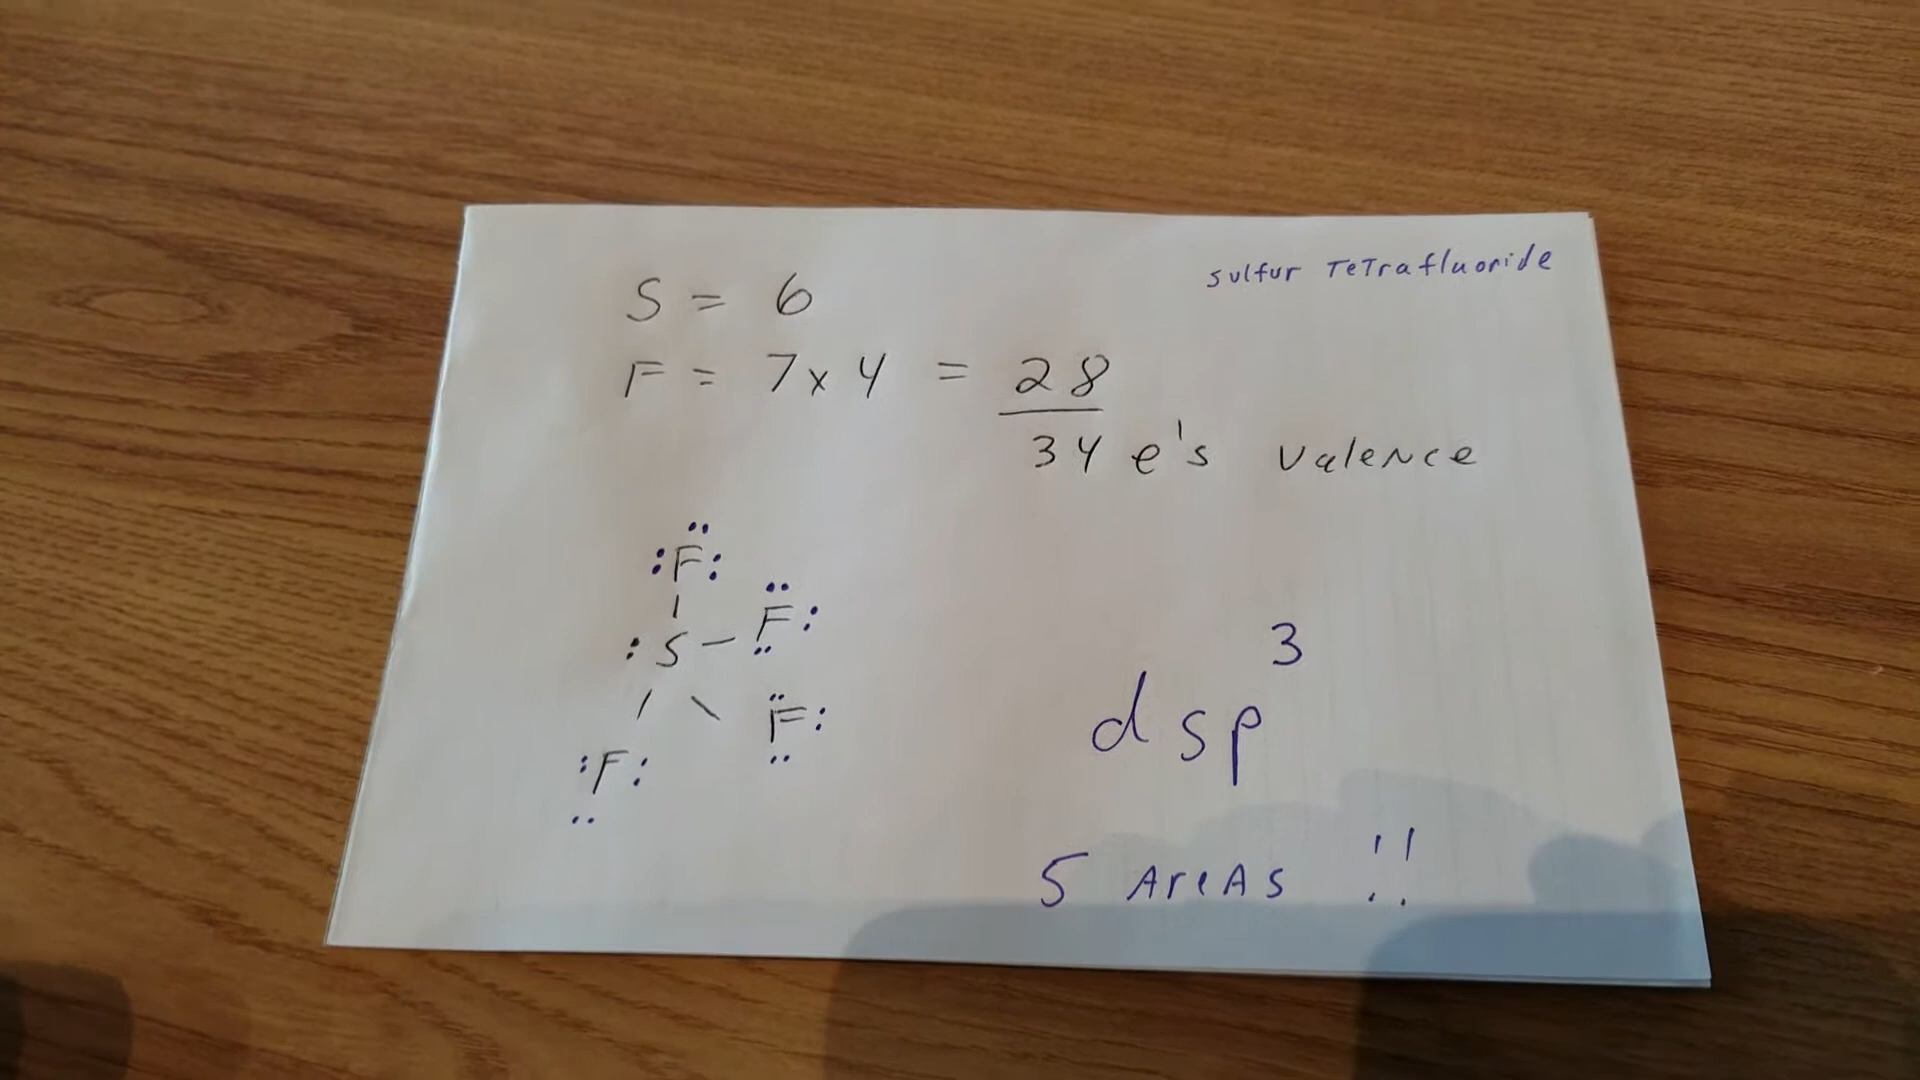 Sulfur Tetrafluoride
S = 6
F = 7 x 4 = 28
34 e's valence
F
S - F
F
F
dsp³
5 AreAs !!